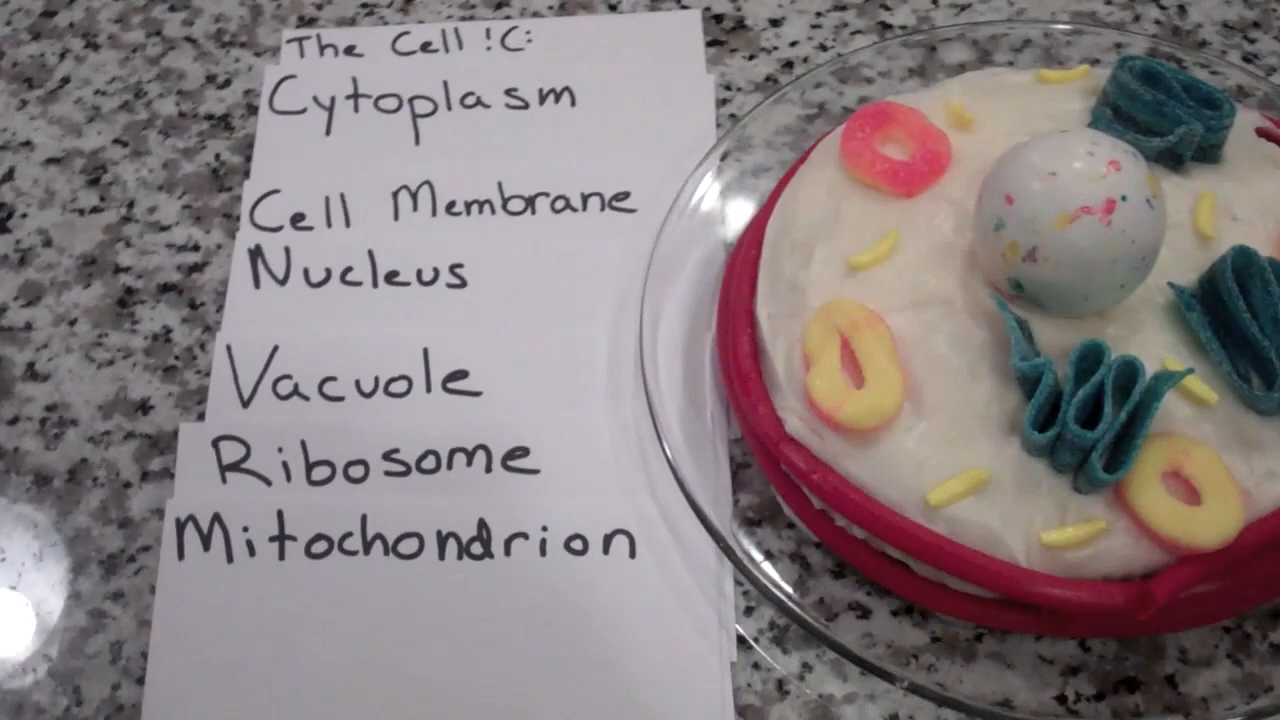 The Cell !C:
Cytoplasm
Cell Membrane
Nucleus
Vacuole
Ribosome
Mitochondrion